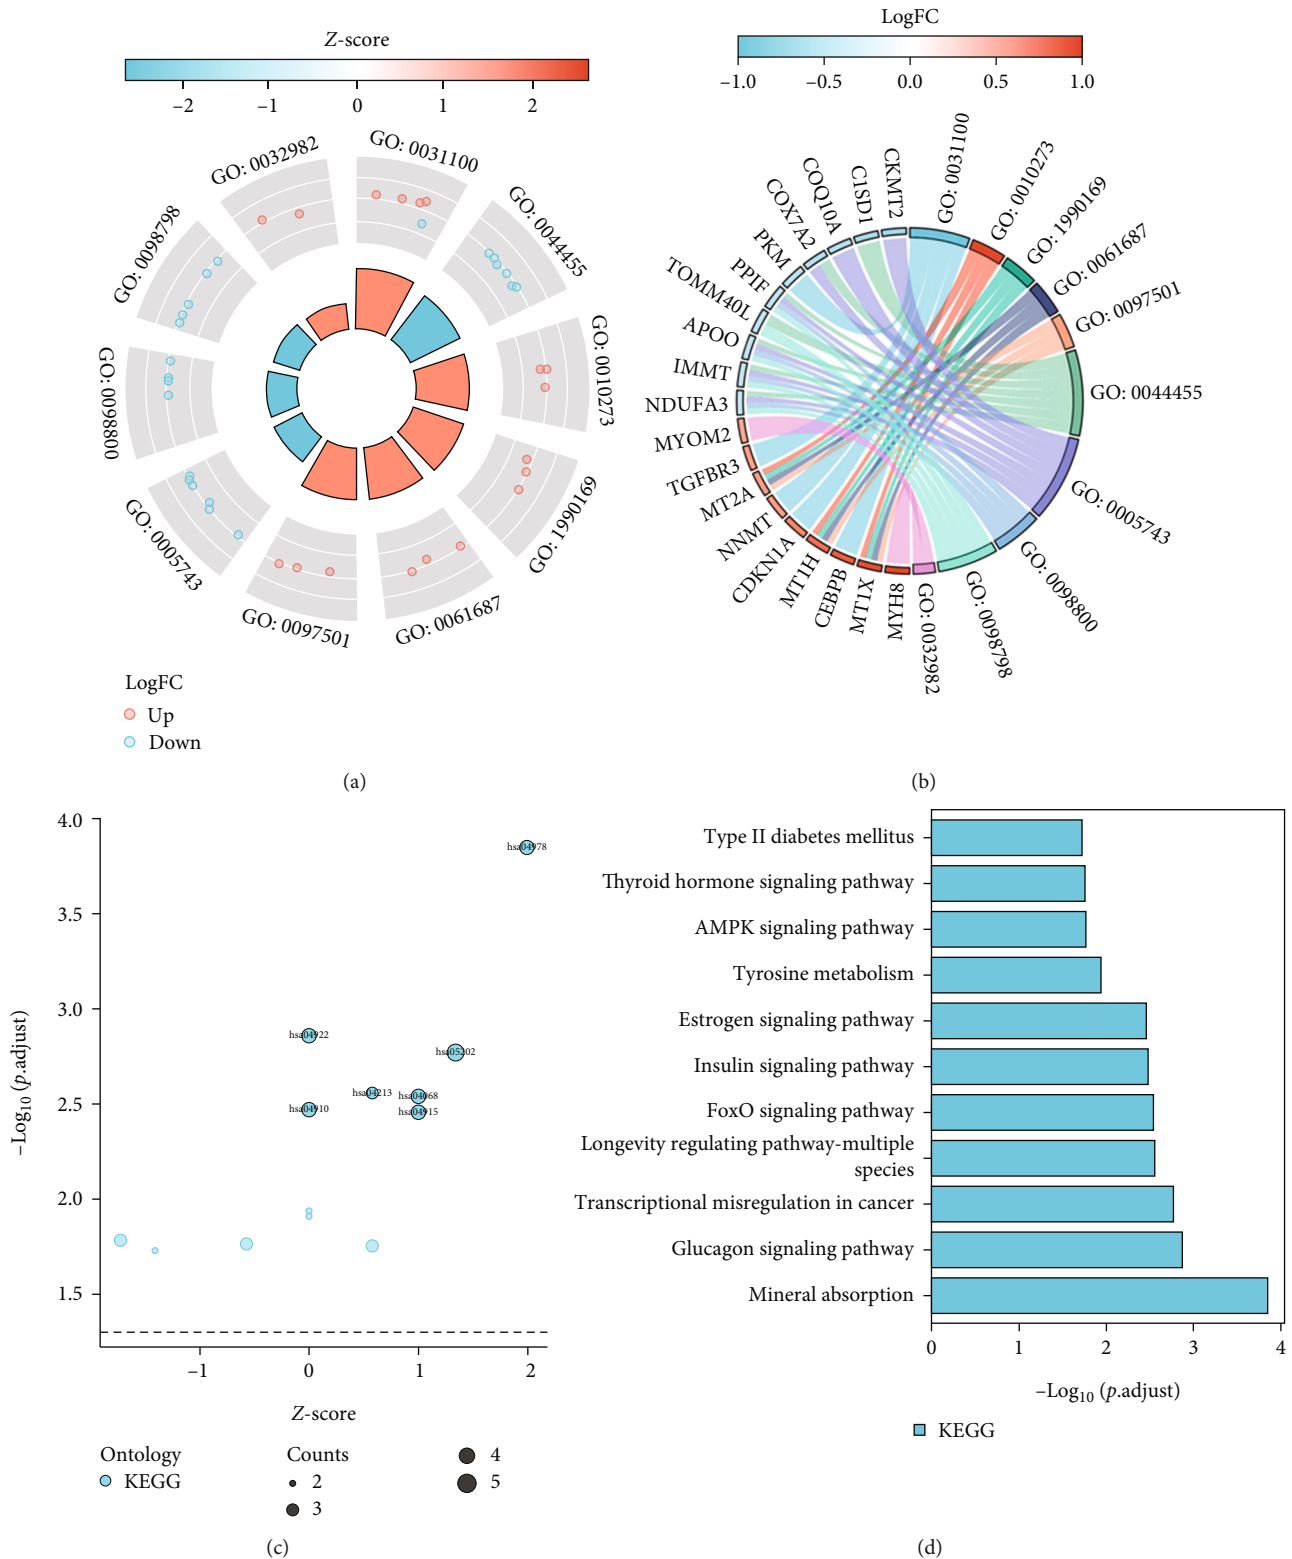 Z-score
−2 −1 0 1 2
GO: 0031100
GO: 0044455
GO: 0010273
GO: 1990169
GO: 0061687
GO: 0097501
GO: 0005743
GO: 0098800
GO: 0098798
GO: 0032982
LogFC
Up
Down
(a)
LogFC
−1.0 −0.5 0.0 0.5 1.0
GO: 0031100
GO: 0010273
GO: 1990169
GO: 0061687
GO: 0097501
GO: 0044455
GO: 0005743
GO: 0098800
GO: 0098798
GO: 0032982
MYH8
MT1X
CEBPB
MT1H
CDKN1A
NNMT
MT2A
TGFBR3
MYOM2
NDUFA3
IMMT
APOO
TOMM40L
PPIF
PKM
COX7A2
COQ10A
C1SD1
CKMT2
(b)
−Log10 (p.adjust)
4.0
3.5
3.0
2.5
2.0
1.5
hsa04978
hsa04922
hsa05202
hsa04213
hsa04068
hsa04910
hsa04915
−1 0 1 2
Z-score
Ontology
KEGG
Counts
2
3
4
5
(c)
Type II diabetes mellitus
Thyroid hormone signaling pathway
AMPK signaling pathway
Tyrosine metabolism
Estrogen signaling pathway
Insulin signaling pathway
FoxO signaling pathway
Longevity regulating pathway-multiple
species
Transcriptional misregulation in cancer
Glucagon signaling pathway
Mineral absorption
0 1 2 3 4
−Log10 (p.adjust)
KEGG
(d)